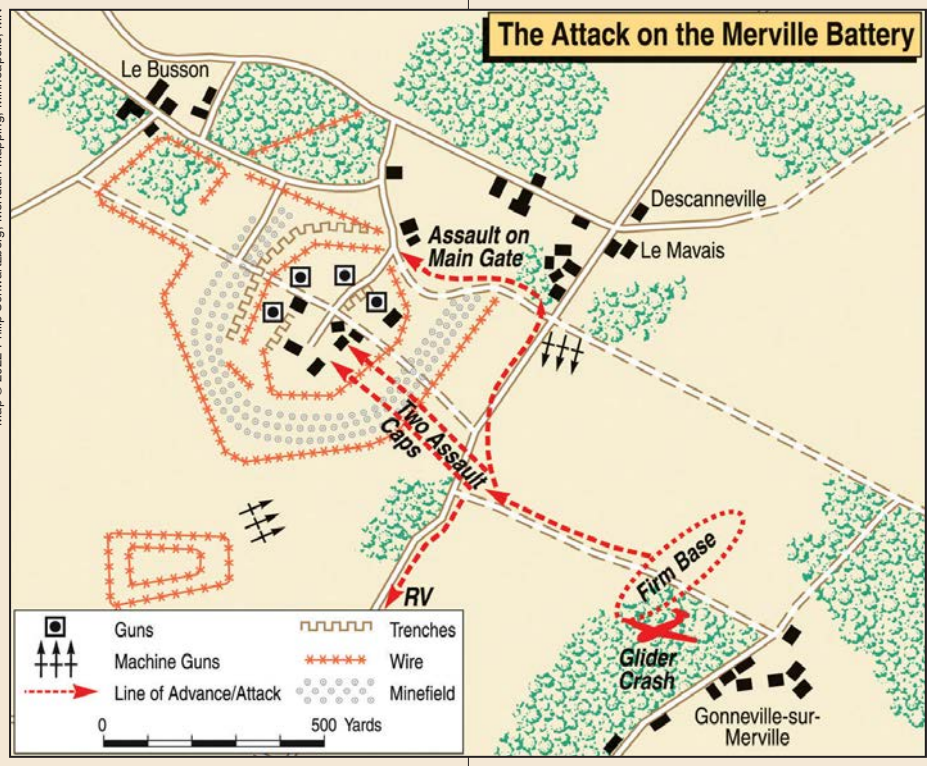 The Attack on the Merville Battery
Le Busson
Descanneville
Assault on
Main Gate
Le Mavais
Two Assault
Caps
Firm Base
RV
Glider
Crash
Gonneville-sur-
Merville
Guns
Trenches
Machine Guns
Wire
Line of Advance/Attack
Minefield
0 500 Yards